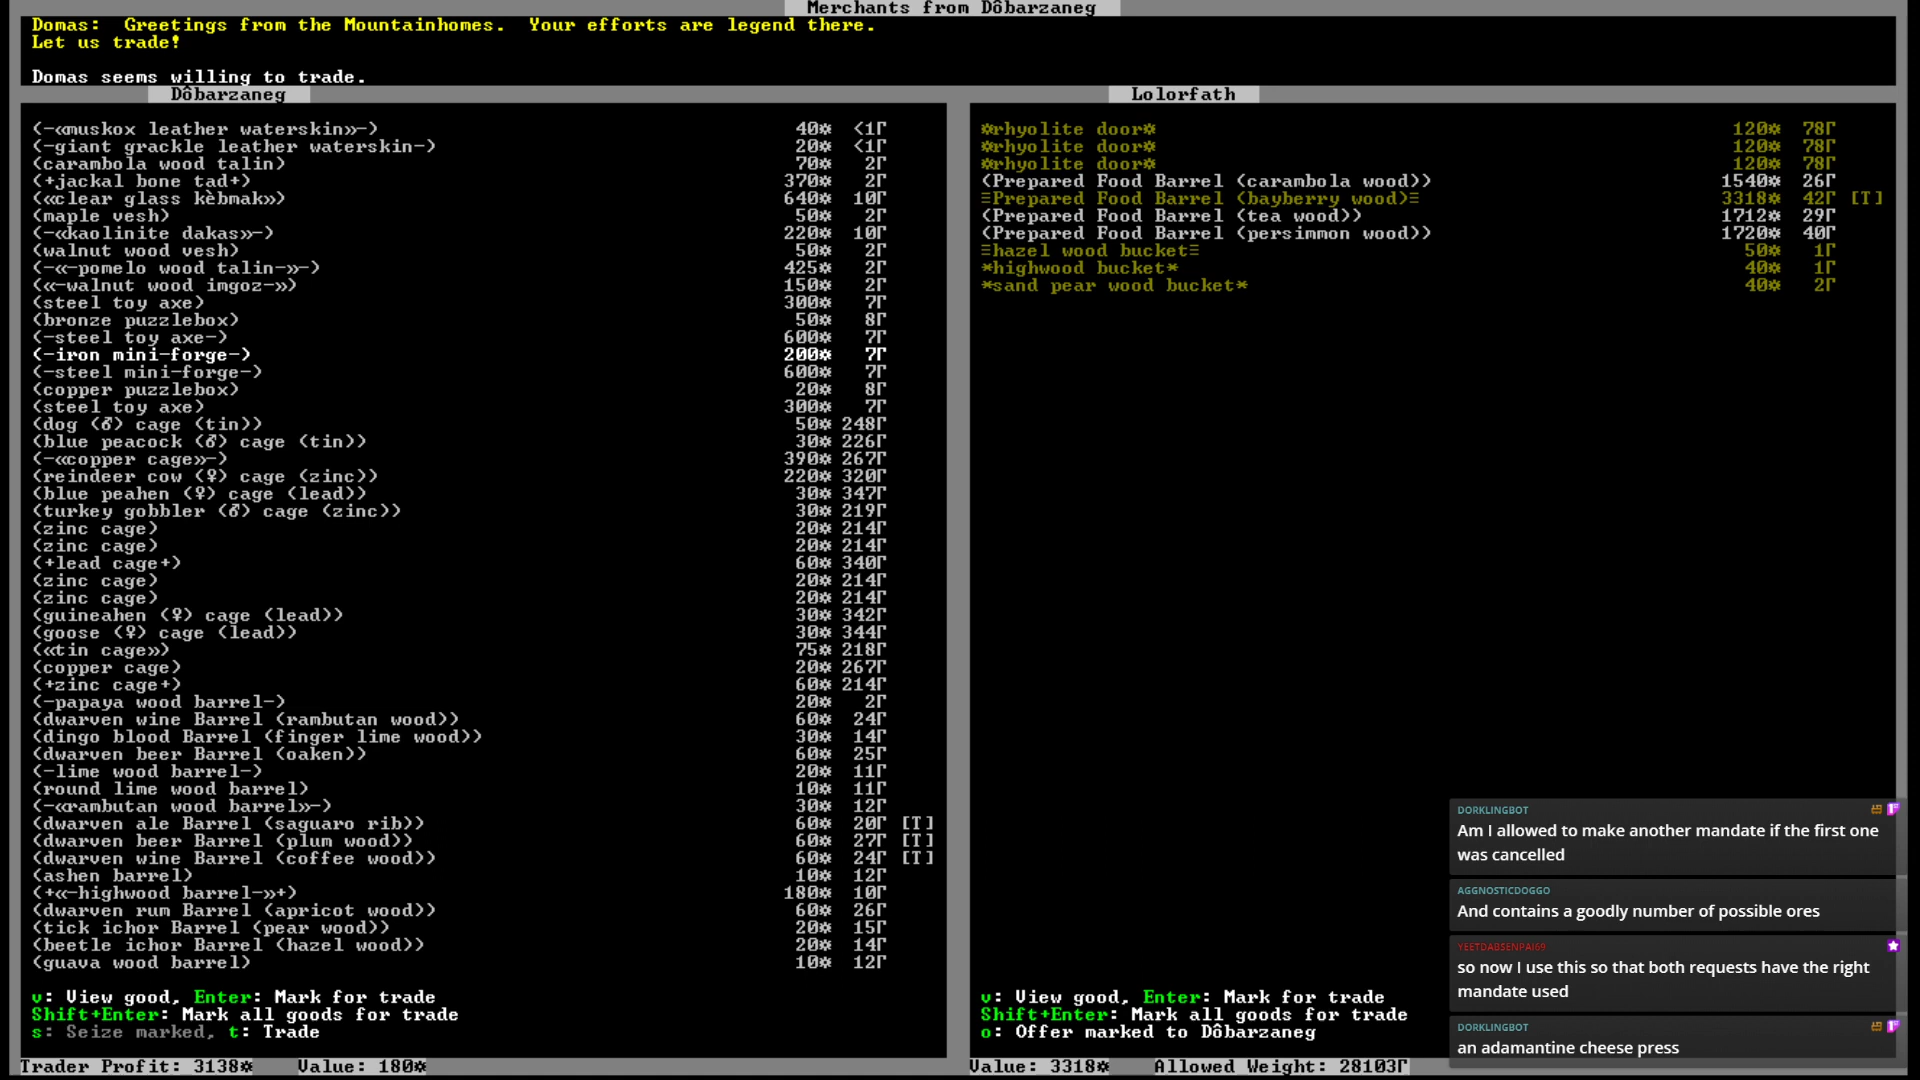 Merchants from Dôbarzaneg
Domas:  Greetings from the Mountainhomes.  Your efforts are legend there.
Let us trade!
Domas seems willing to trade.
Dôbarzaneg
(-«muskox leather waterskin»-) 40☼ <1Γ
(-giant grackle leather waterskin-) 20☼ <1Γ
(carambola wood talin) 70☼ 2Γ
(+jackal bone tad+) 370☼ 2Γ
(«clear glass kèbmak») 640☼ 10Γ
(maple vesh) 50☼ 2Γ
(-«kaolinite dakas»-) 220☼ 10Γ
(walnut wood vesh) 50☼ 2Γ
(-«-pomelo wood talin-»-) 425☼ 2Γ
(«-walnut wood imgoz-») 150☼ 2Γ
(steel toy axe) 300☼ 7Γ
(bronze puzzlebox) 50☼ 8Γ
(-steel toy axe-) 600☼ 7Γ
(-iron mini-forge-) 200☼ 7Γ
(-steel mini-forge-) 600☼ 7Γ
(copper puzzlebox) 20☼ 8Γ
(steel toy axe) 300☼ 7Γ
(dog (♂) cage (tin)) 50☼ 248Γ
(blue peacock (♂) cage (tin)) 30☼ 226Γ
(-«copper cage»-) 390☼ 267Γ
(reindeer cow (♀) cage (zinc)) 220☼ 320Γ
(blue peahen (♀) cage (lead)) 30☼ 347Γ
(turkey gobbler (♂) cage (zinc)) 30☼ 219Γ
(zinc cage) 20☼ 214Γ
(zinc cage) 20☼ 214Γ
(+lead cage+) 60☼ 340Γ
(zinc cage) 20☼ 214Γ
(zinc cage) 20☼ 214Γ
(guineahen (♀) cage (lead)) 30☼ 342Γ
(goose (♀) cage (lead)) 30☼ 344Γ
(«tin cage») 75☼ 218Γ
(copper cage) 20☼ 267Γ
(+zinc cage+) 60☼ 214Γ
(-papaya wood barrel-) 20☼ 2Γ
(dwarven wine Barrel (rambutan wood)) 60☼ 24Γ
(dingo blood Barrel (finger lime wood)) 30☼ 14Γ
(dwarven beer Barrel (oaken)) 60☼ 25Γ
(-lime wood barrel-) 20☼ 11Γ
(round lime wood barrel) 10☼ 11Γ
(-«rambutan wood barrel»-) 30☼ 12Γ
(dwarven ale Barrel (saguaro rib)) 60☼ 20Γ [T]
(dwarven beer Barrel (plum wood)) 60☼ 27Γ [T]
(dwarven wine Barrel (coffee wood)) 60☼ 24Γ [T]
(ashen barrel) 10☼ 12Γ
(+«-highwood barrel-»+) 180☼ 10Γ
(dwarven rum Barrel (apricot wood)) 60☼ 26Γ
(tick ichor Barrel (pear wood)) 20☼ 15Γ
(beetle ichor Barrel (hazel wood)) 20☼ 14Γ
(guava wood barrel) 10☼ 12Γ
v: View good, Enter: Mark for trade
Shift+Enter: Mark all goods for trade
s: Seize marked, t: Trade
Trader Profit: 3138☼ Value: 180☼
Lolorfath
☼rhyolite door☼ 120☼ 78Γ
☼rhyolite door☼ 120☼ 78Γ
☼rhyolite door☼ 120☼ 78Γ
(Prepared Food Barrel (carambola wood)) 1540☼ 26Γ
≡Prepared Food Barrel (bayberry wood)≡ 3318☼ 42Γ [T]
(Prepared Food Barrel (tea wood)) 1712☼ 29Γ
(Prepared Food Barrel (persimmon wood)) 1720☼ 40Γ
≡hazel wood bucket≡ 50☼ 1Γ
*highwood bucket* 40☼ 1Γ
*sand pear wood bucket* 40☼ 2Γ
v: View good, Enter: Mark for trade
Shift+Enter: Mark all goods for trade
o: Offer marked to Dôbarzaneg
Value: 3318☼ Allowed Weight: 28103Γ
DORKLINGBOT
Am I allowed to make another mandate if the first one
was cancelled
AGGNOSTICDOGGO
And contains a goodly number of possible ores
YEETDABSENPAI69
so now I use this so that both requests have the right
mandate used
DORKLINGBOT
an adamantine cheese press